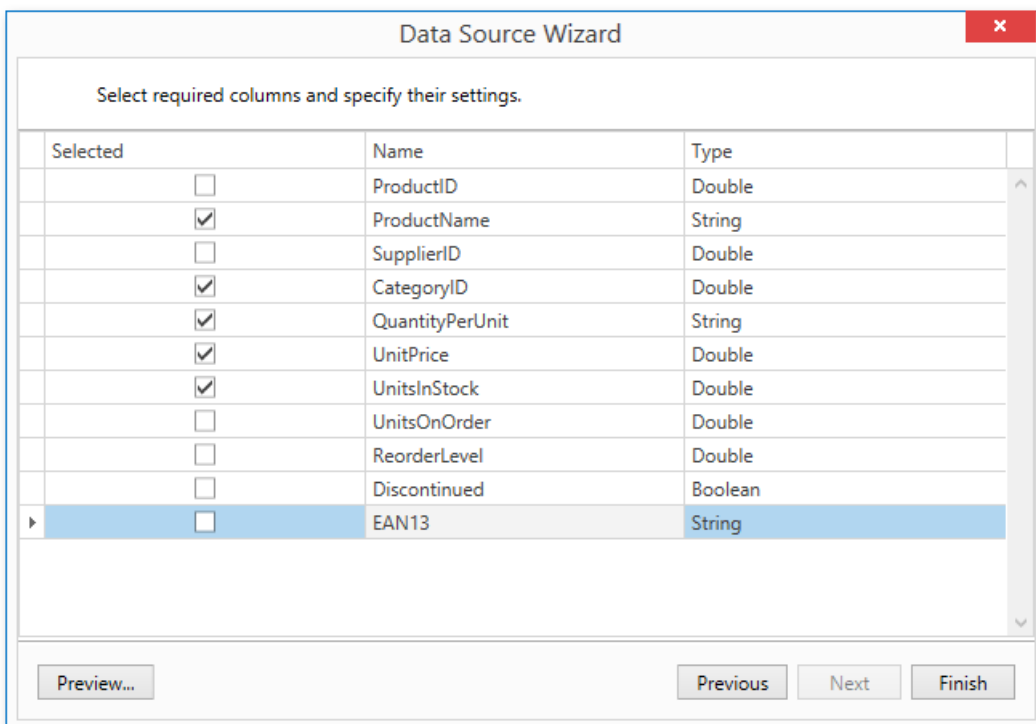 Data Source Wizard
Select required columns and specify their settings.
Selected Name Type
ProductID Double
ProductName String
SupplierID Double
CategoryID Double
QuantityPerUnit String
UnitPrice Double
UnitsInStock Double
UnitsOnOrder Double
ReorderLevel Double
Discontinued Boolean
EAN13 String
Preview... Previous Next Finish